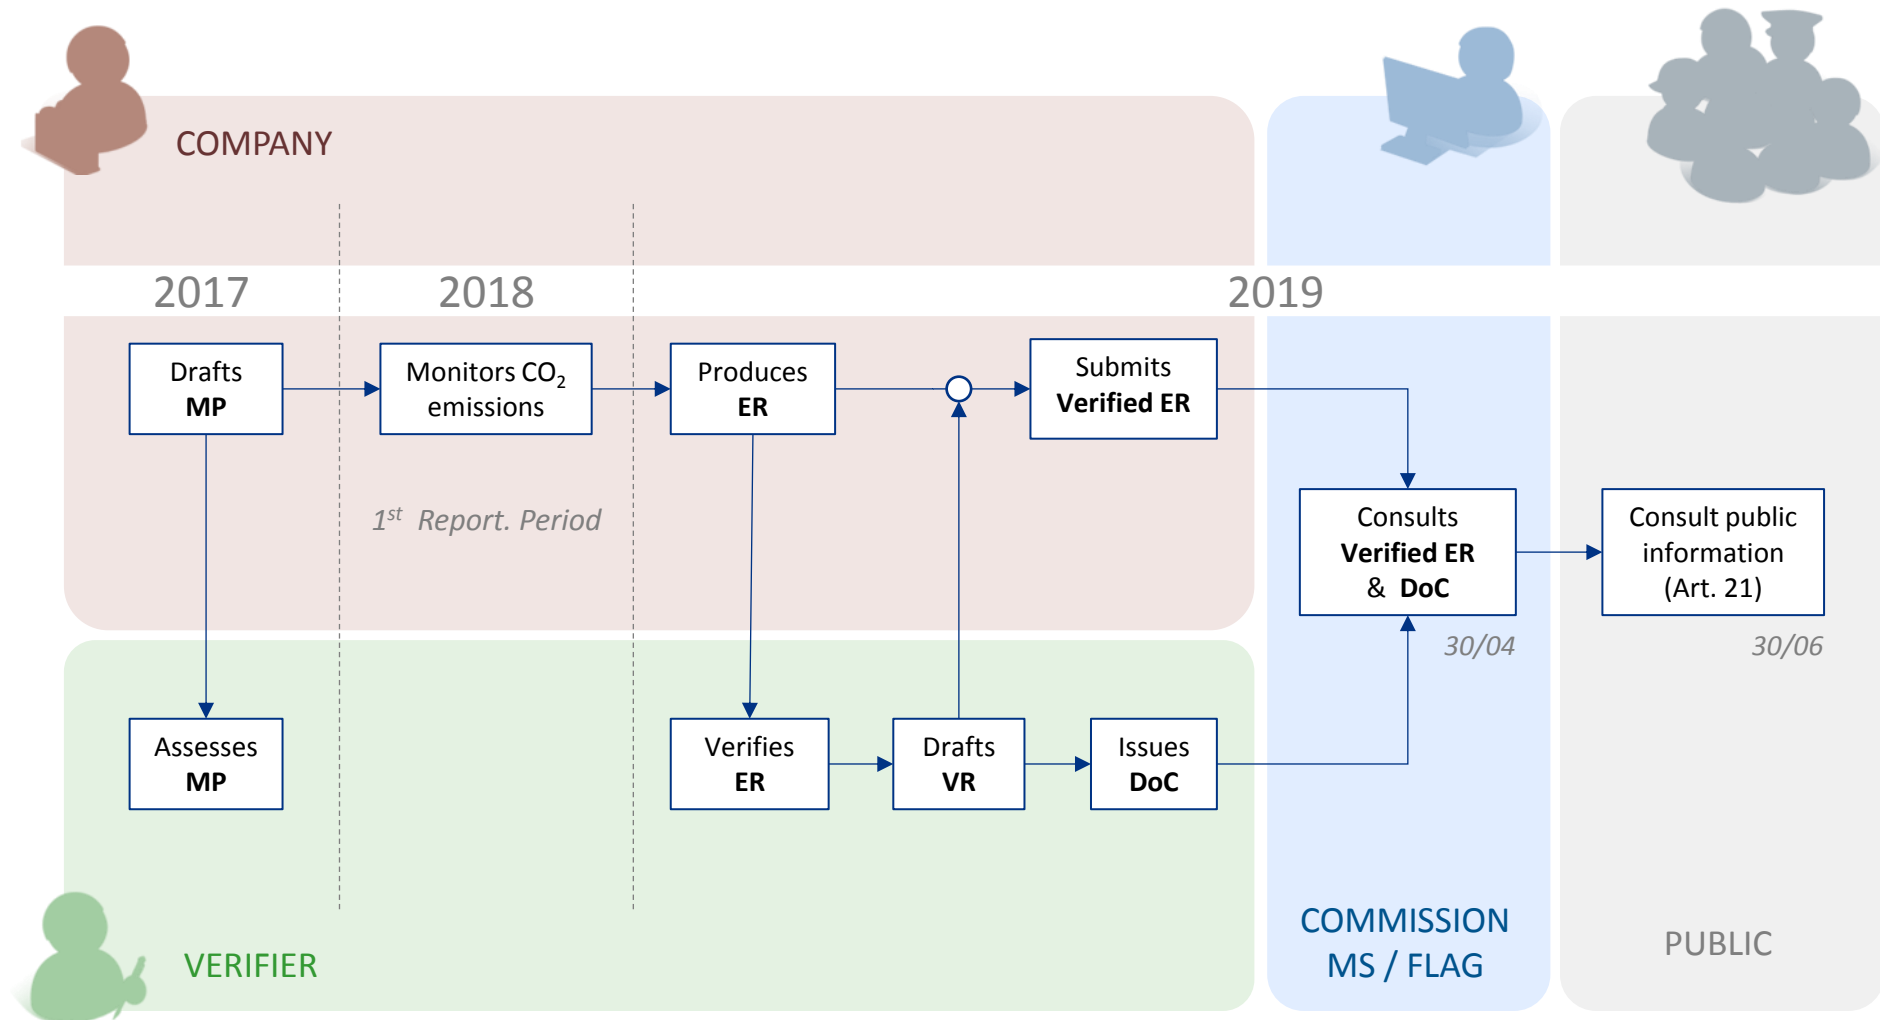 COMPANY
2017
2018
2019
Drafts
MP
Monitors CO₂
emissions
Produces
ER
Submits
Verified ER
1st Report. Period
Consults
Verified ER
& DoC
30/04
Consult public
information
(Art. 21)
30/06
Assesses
MP
Verifies
ER
Drafts
VR
Issues
DoC
VERIFIER
COMMISSION
MS / FLAG
PUBLIC